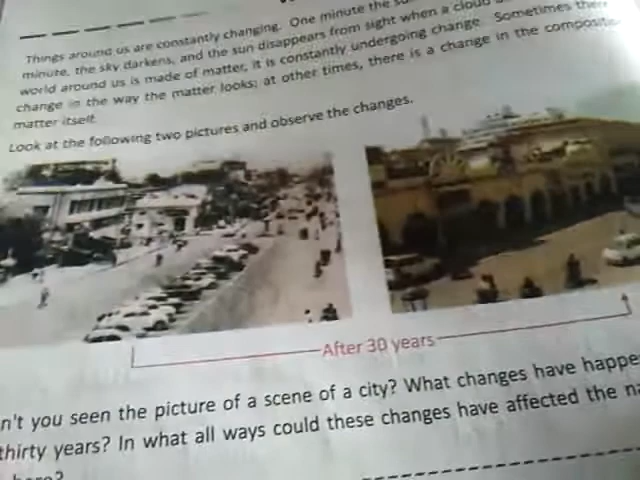 Things around us are constantly changing. One minute the
minute, the sky darkens, and the sun disappears from sight when a cloud
world around us is made of matter, it is constantly undergoing change. Sometimes
change in the way the matter looks; at other times, there is a change in the
matter itself.
Look at the following two pictures and observe the changes.
After 30 years
n't you seen the picture of a scene of a city? What changes have
thirty years? In what all ways could these changes have affected the